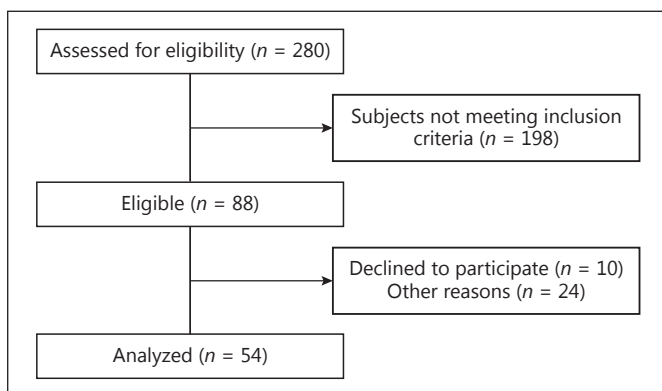 Assessed for eligibility (n = 280)
Subjects not meeting inclusion
criteria (n = 198)
Eligible (n = 88)
Declined to participate (n = 10)
Other reasons (n = 24)
Analyzed (n = 54)